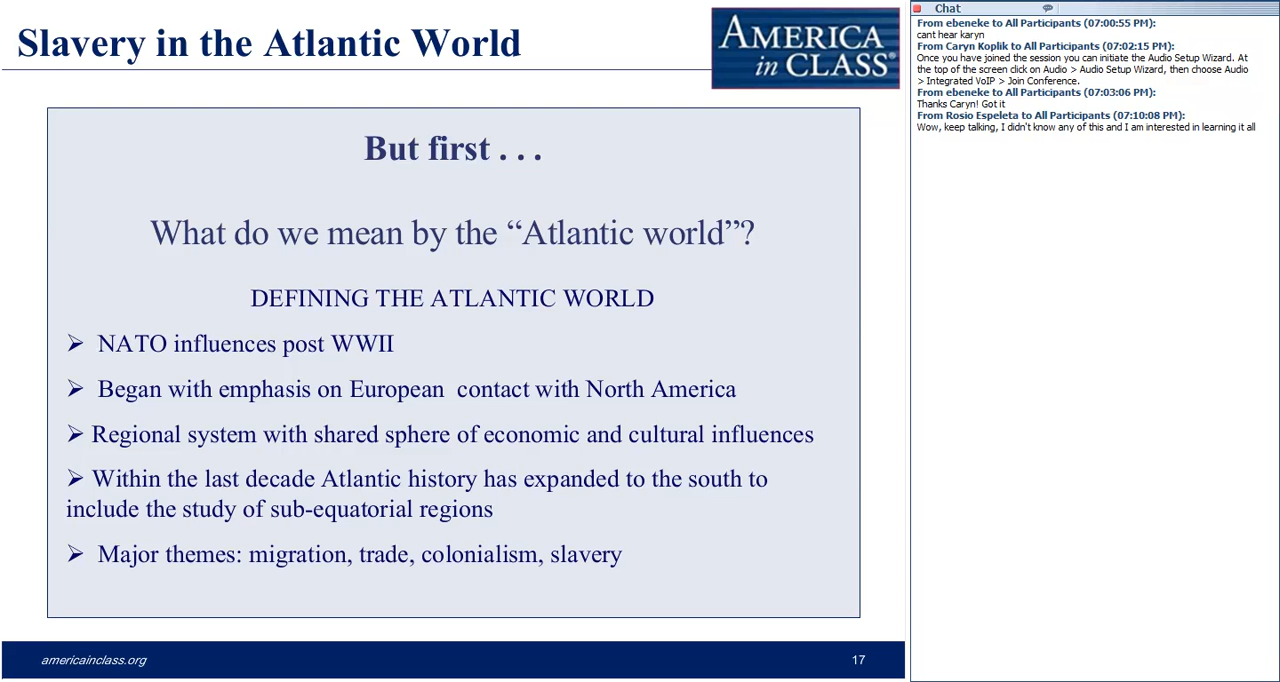 Slavery in the Atlantic World
AMERICA
in CLASS®
But first . . .
What do we mean by the “Atlantic world”?
DEFINING THE ATLANTIC WORLD
➢ NATO influences post WWII
➢ Began with emphasis on European  contact with North America
➢ Regional system with shared sphere of economic and cultural influences
➢ Within the last decade Atlantic history has expanded to the south to
include the study of sub-equatorial regions
➢ Major themes: migration, trade, colonialism, slavery
americainclass.org
17
Chat
From ebeneke to All Participants (07:00:55 PM):
cant hear karyn
From Caryn Koplik to All Participants (07:02:15 PM):
Once you have joined the session you can initiate the Audio Setup Wizard. At
the top of the screen click on Audio > Audio Setup Wizard, then choose Audio
> Integrated VoIP > Join Conference.
From ebeneke to All Participants (07:03:06 PM):
Thanks Caryn! Got it
From Rosio Espeleta to All Participants (07:10:08 PM):
Wow, keep talking, I didn't know any of this and I am interested in learning it all